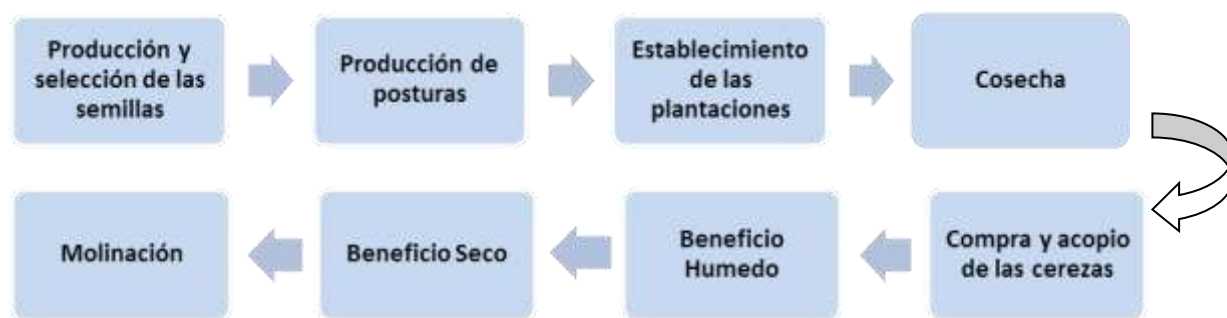 Producción y
selección de las
semillas
Producción de
posturas
Establecimiento
de las
plantaciones
Cosecha
Compra y acopio
de las cerezas
Beneficio
Humedo
Beneficio Seco
Molinación